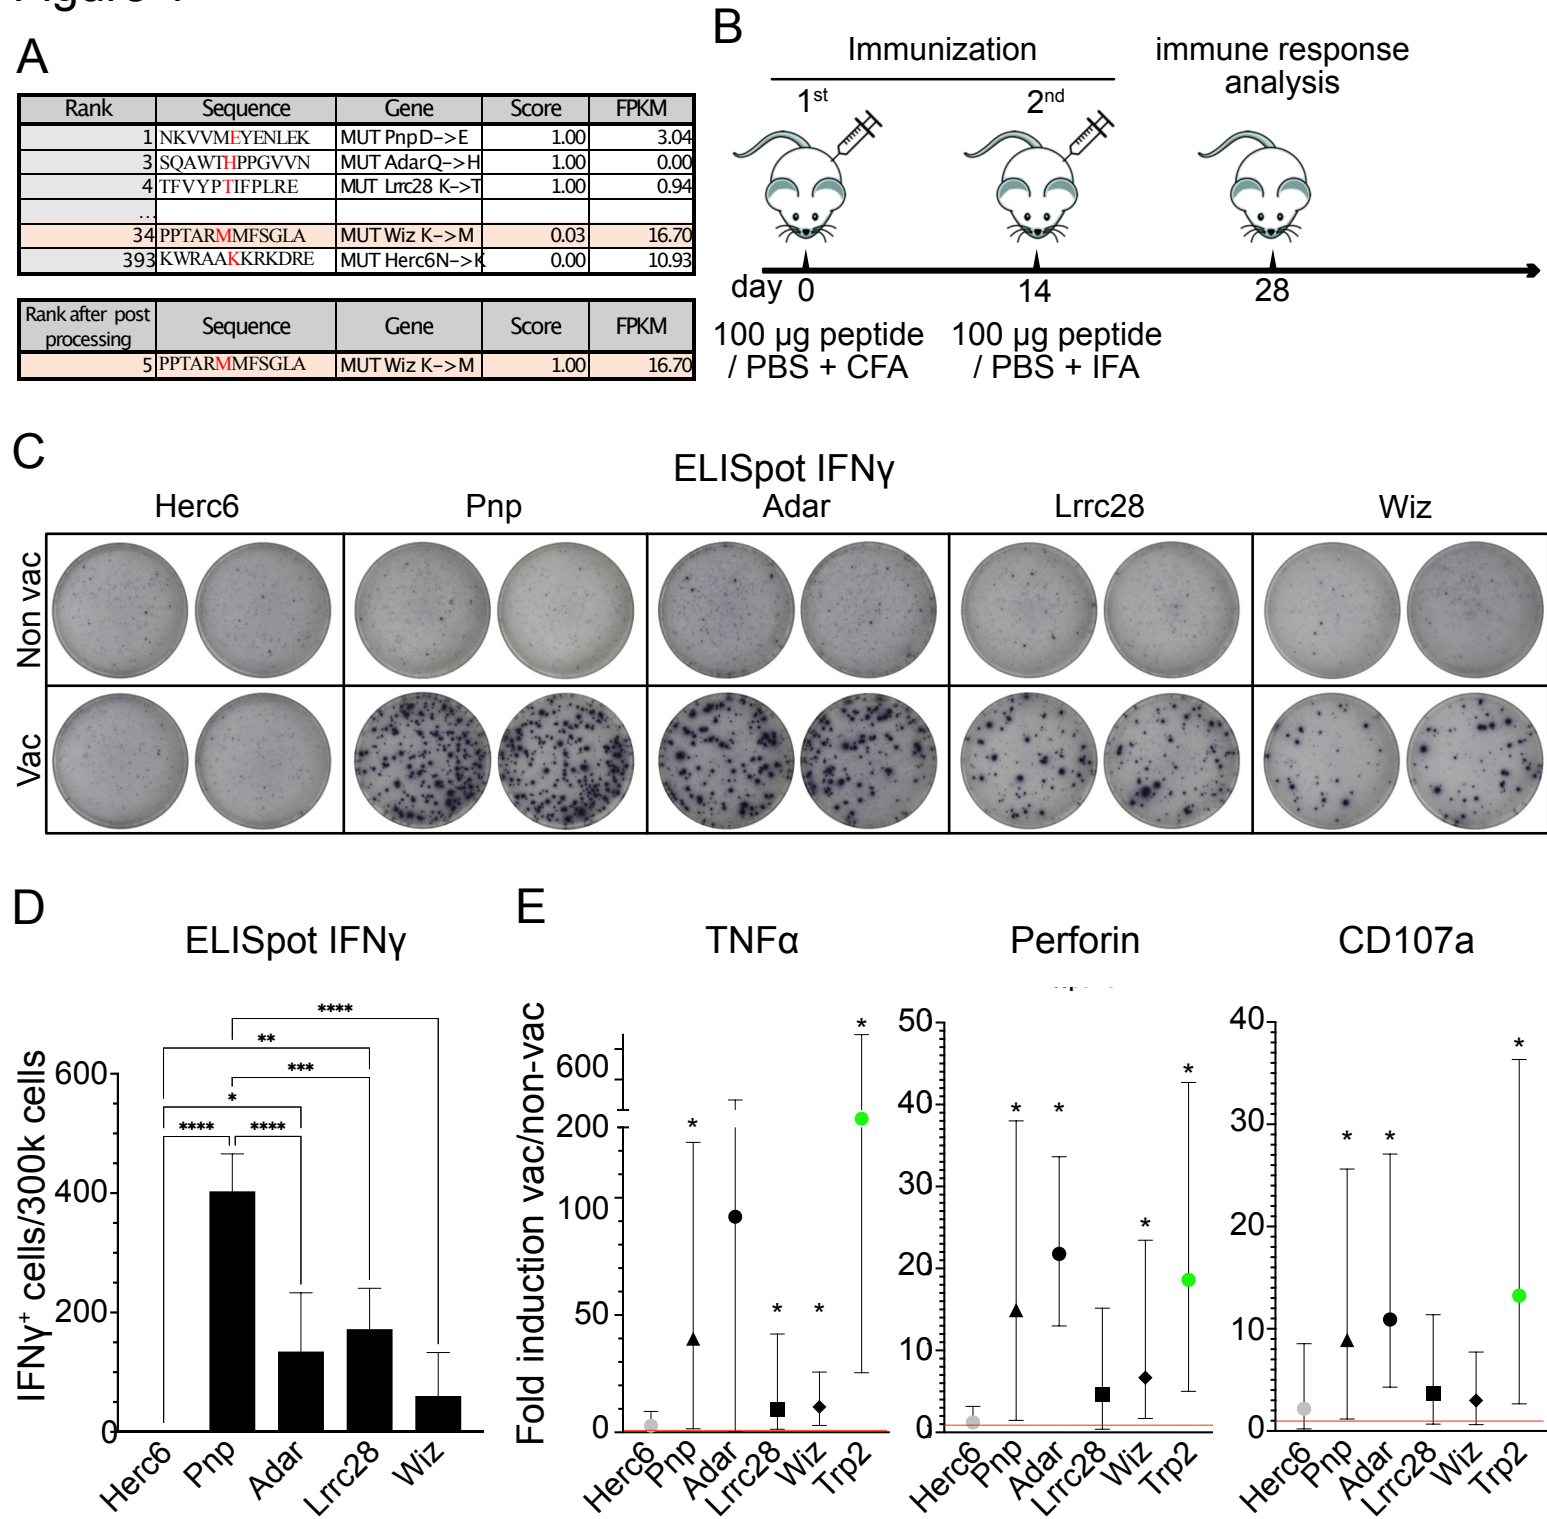 A
Rank Sequence Gene Score FPKM
1 NKVVMEYENLEK MUT Pnp D->E 1.00 3.04
3 SQAWTHPPGVVN MUT Adar Q->H 1.00 0.00
4 TFVYPTIFPLRE MUT Lrrc28 K->T 1.00 0.94
...
34 PPTARMMFSGLA MUT Wiz K->M 0.03 16.70
393 KWRAAKKRKDRE MUT Herc6 N->K 0.00 10.93
Rank after post
processing Sequence Gene Score FPKM
5 PPTARMMFSGLA MUT Wiz K->M 1.00 16.70
B
Immunization immune response
analysis
1st 2nd
day 0 14 28
100 µg peptide 100 µg peptide
/ PBS + CFA / PBS + IFA
C
ELISpot IFNγ
Herc6 Pnp Adar Lrrc28 Wiz
Non vac
Vac
D
ELISpot IFNγ
****
**
***
*
**** ****
IFNγ+ cells/300k cells
600
400
200
0
Herc6 Pnp Adar Lrrc28 Wiz
E
TNFα Perforin CD107a
Fold induction vac/non-vac
600
200
100
50
0
* * * *
Herc6 Pnp Adar Lrrc28 Wiz Trp2
50
40
30
20
10
0
* * * *
Herc6 Pnp Adar Lrrc28 Wiz Trp2
40
30
20
10
0
* * *
Herc6 Pnp Adar Lrrc28 Wiz Trp2